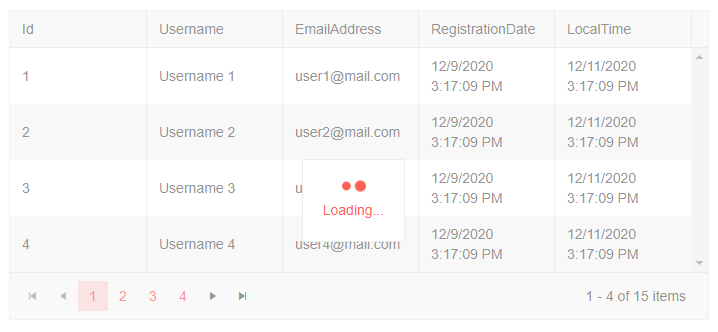 Id Username EmailAddress RegistrationDate LocalTime
1 Username 1 user1@mail.com 12/9/2020 3:17:09 PM 12/11/2020 3:17:09 PM
2 Username 2 user2@mail.com 12/9/2020 3:17:09 PM 12/11/2020 3:17:09 PM
3 Username 3 12/9/2020 3:17:09 PM 12/11/2020 3:17:09 PM
Loading...
4 Username 4 user4@mail.com 12/9/2020 3:17:09 PM 12/11/2020 3:17:09 PM
1 2 3 4 1 - 4 of 15 items